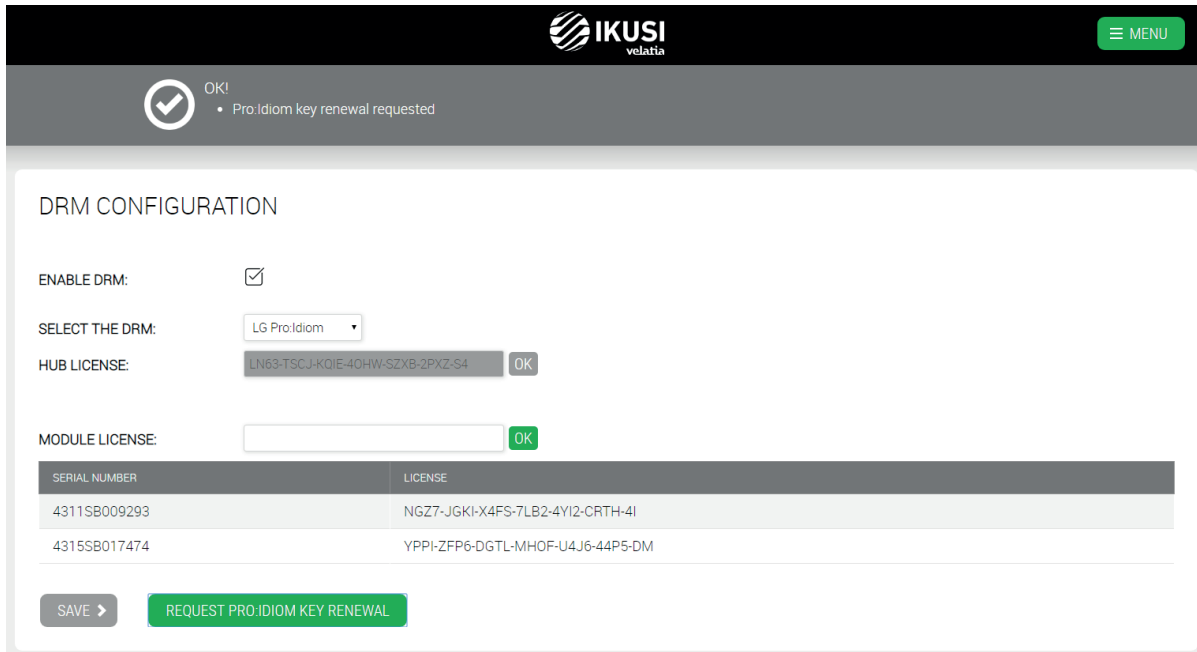 IKUSI
velatia
MENU
OK!
Pro:Idiom key renewal requested
DRM CONFIGURATION
ENABLE DRM:
SELECT THE DRM: LG Pro:Idiom
HUB LICENSE: LN63-TSCJ-KQIE-4OHW-SZXB-2PXZ-S4 OK
MODULE LICENSE: OK
SERIAL NUMBER LICENSE
4311SB009293 NGZ7-JGKI-X4FS-7LB2-4YI2-CRTH-4I
4315SB017474 YPPI-ZFP6-DGTL-MHOF-U4J6-44P5-DM
SAVE REQUEST PRO:IDIOM KEY RENEWAL